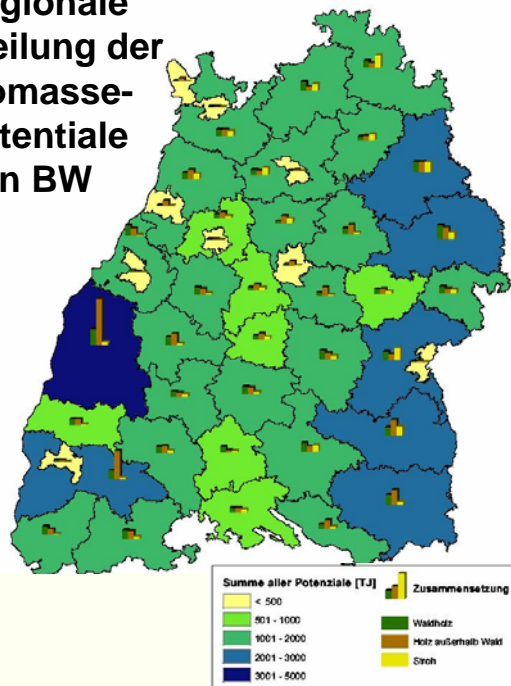 egionale
eilung der
omasse-
tentiale
n BW
Summe aller Potenziale [TJ]
< 500
501 - 1000
1001 - 2000
2001 - 3000
3001 - 5000
Zusammensetzung
Waldholz
Holz außerhalb Wald
Stroh